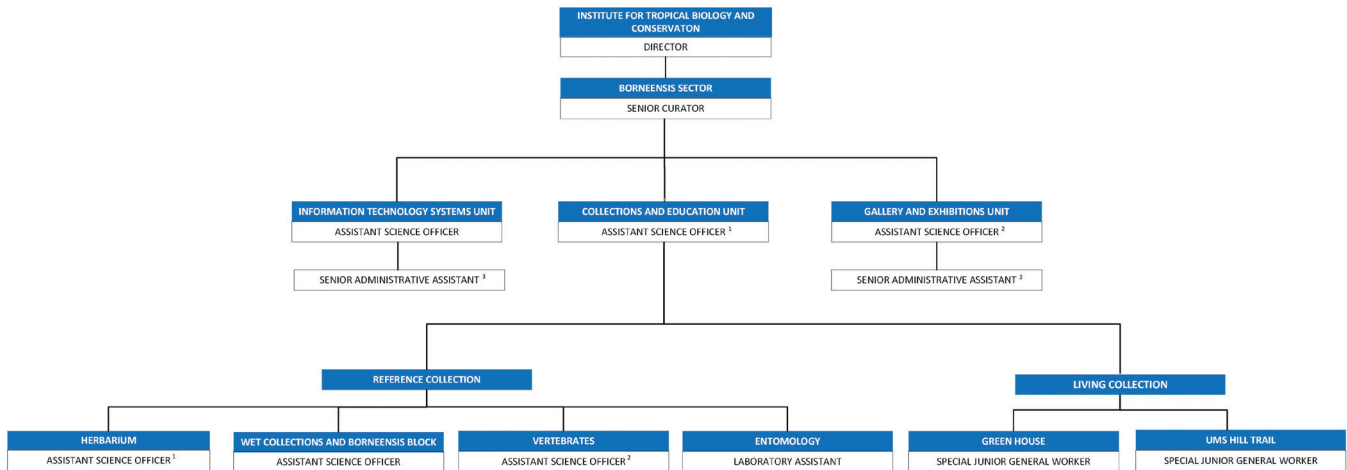 INSTITUTE FOR TROPICAL BIOLOGY AND
CONSERVATON
DIRECTOR
BORNEENSIS SECTOR
SENIOR CURATOR
INFORMATION TECHNOLOGY SYSTEMS UNIT
ASSISTANT SCIENCE OFFICER
SENIOR ADMINISTRATIVE ASSISTANT ³
COLLECTIONS AND EDUCATION UNIT
ASSISTANT SCIENCE OFFICER ¹
GALLERY AND EXHIBITIONS UNIT
ASSISTANT SCIENCE OFFICER ²
SENIOR ADMINISTRATIVE ASSISTANT ³
REFERENCE COLLECTION
LIVING COLLECTION
HERBARIUM
ASSISTANT SCIENCE OFFICER ¹
WET COLLECTIONS AND BORNEENSIS BLOCK
ASSISTANT SCIENCE OFFICER
VERTEBRATES
ASSISTANT SCIENCE OFFICER ²
ENTOMOLOGY
LABORATORY ASSISTANT
GREEN HOUSE
SPECIAL JUNIOR GENERAL WORKER
UMS HILL TRAIL
SPECIAL JUNIOR GENERAL WORKER